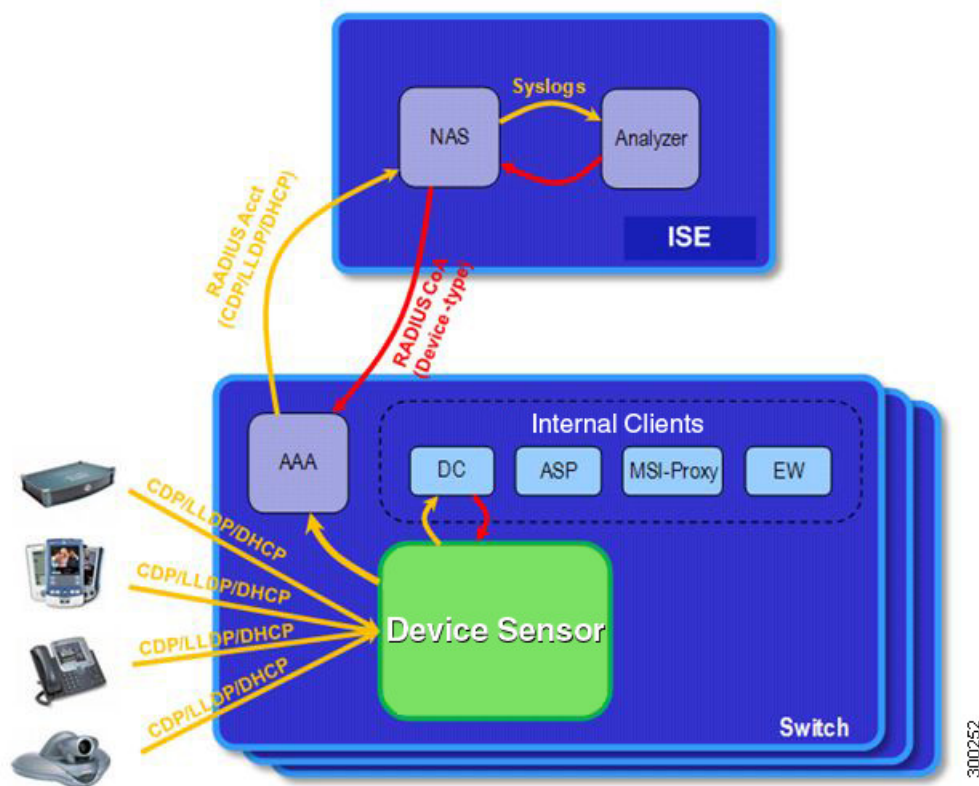 Syslogs
NAS
Analyzer
ISE
RADIUS Acct
(CDP/LLDP/DHCP)
RADIUS CoA
(Device -type)
Internal Clients
AAA
DC
ASP
MSI-Proxy
EW
CDP/LLDP/DHCP
CDP/LLDP/DHCP
CDP/LLDP/DHCP
CDP/LLDP/DHCP
Device Sensor
Switch
300252